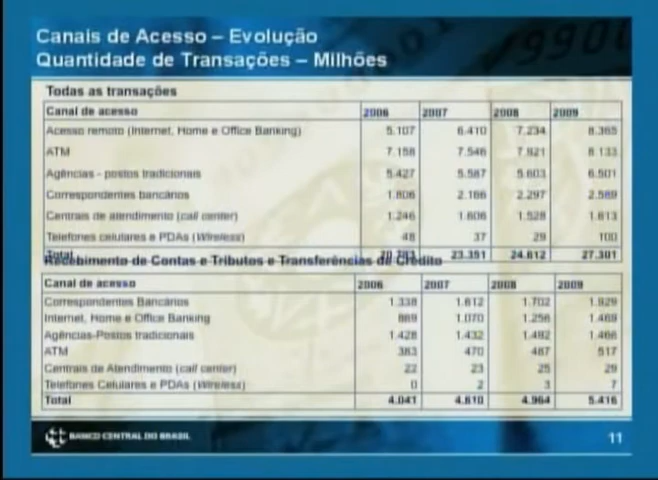 Canais de Acesso – Evolução
Quantidade de Transações – Milhões
Todas as transações
Canal de acesso 2006 2007 2008 2009
Acesso remoto (Internet, Home e Office Banking) 5.107 6.410 7.234 8.365
ATM 7.158 7.546 7.921 8.133
Agências - postos tradicionais 5.427 5.587 5.603 6.501
Correspondentes bancários 1.806 2.166 2.297 2.589
Centrais de atendimento (call center) 1.246 1.606 1.528 1.613
Telefones celulares e PDAs (Wireless) 48 37 29 100
Total 23.351 24.612 27.301
Recebimento de Contas e Tributos e Transferências de Crédito
Canal de acesso 2006 2007 2008 2009
Correspondentes Bancários 1.338 1.812 1.702 1.929
Internet, Home e Office Banking 869 1.070 1.256 1.469
Agências-Postos tradicionais 1.428 1.432 1.492 1.466
ATM 383 470 487 517
Centrais de Atendimento (call center) 22 23 25 29
Telefones Celulares e PDAs (Wireless) 0 2 3 7
Total 4.041 4.810 4.964 5.416
BANCO CENTRAL DO BRASIL
11